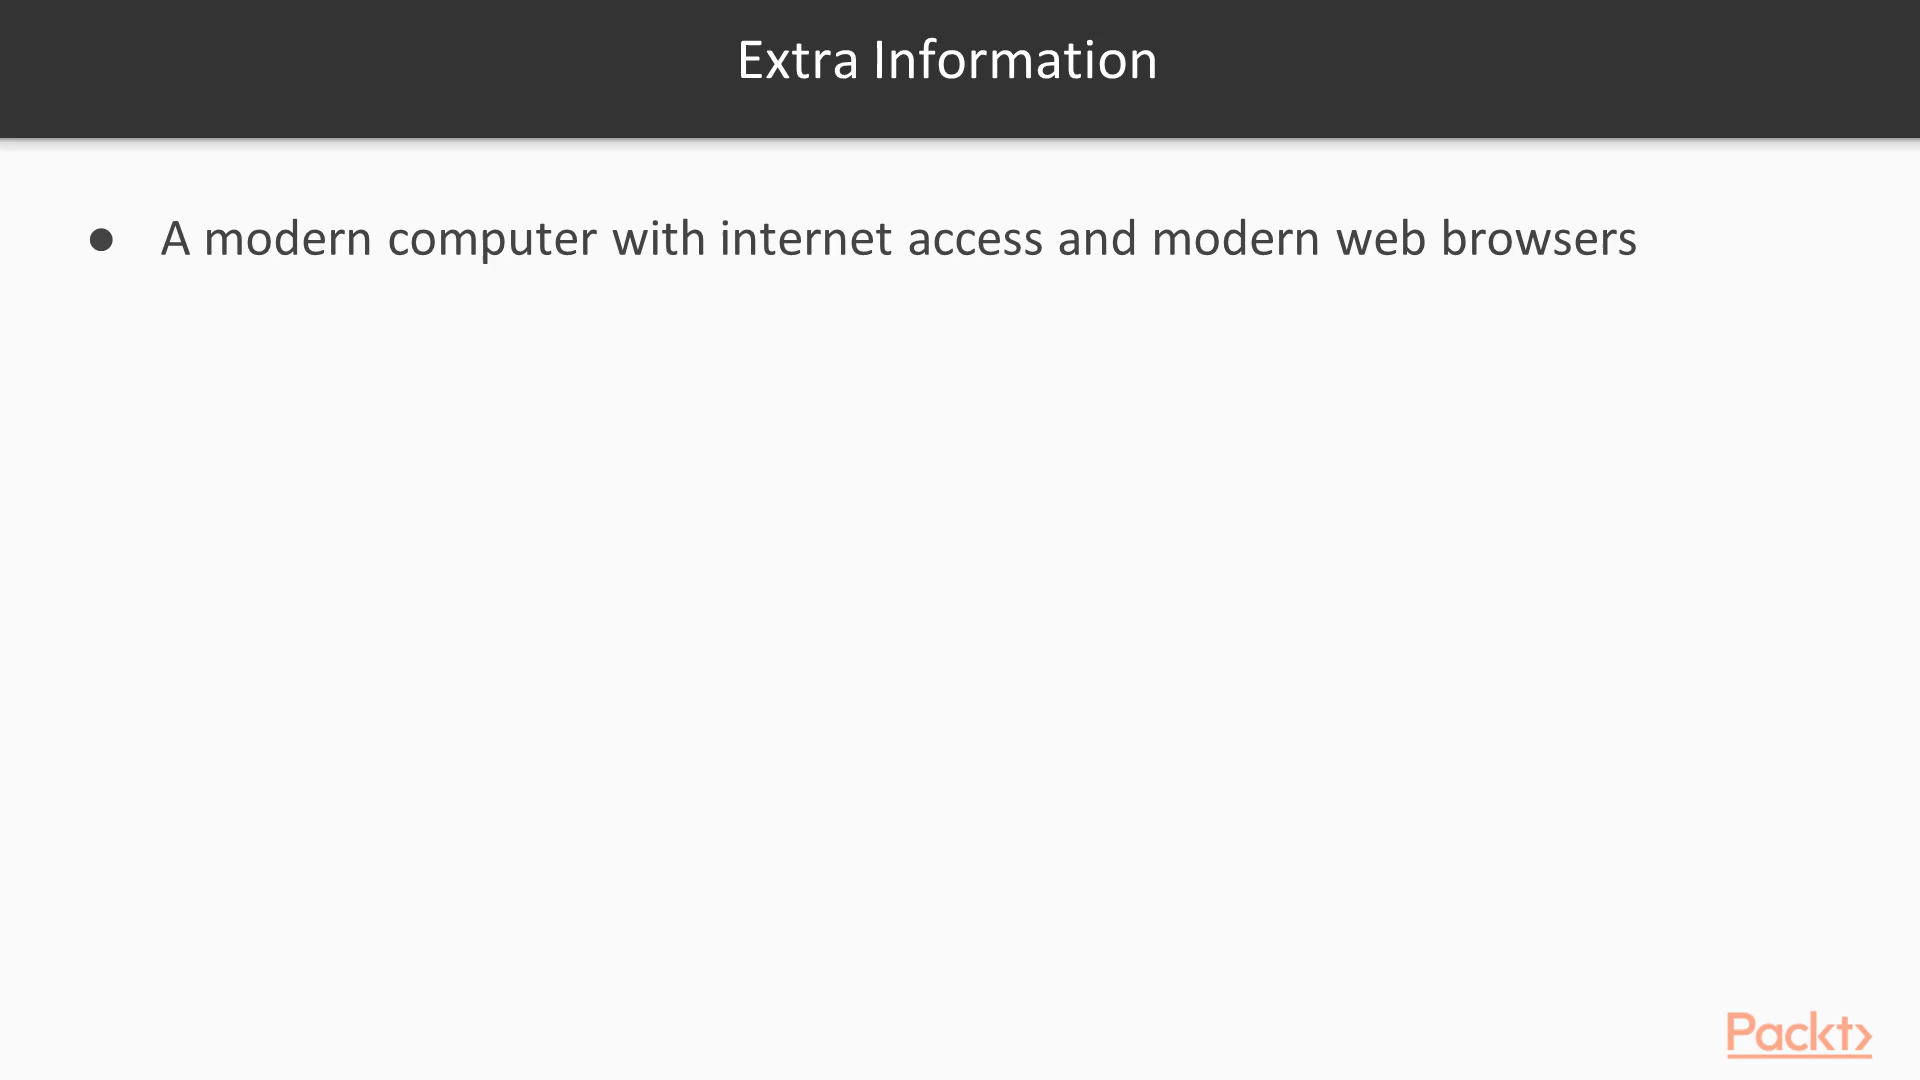 Extra Information
● A modern computer with internet access and modern web browsers
Packt>